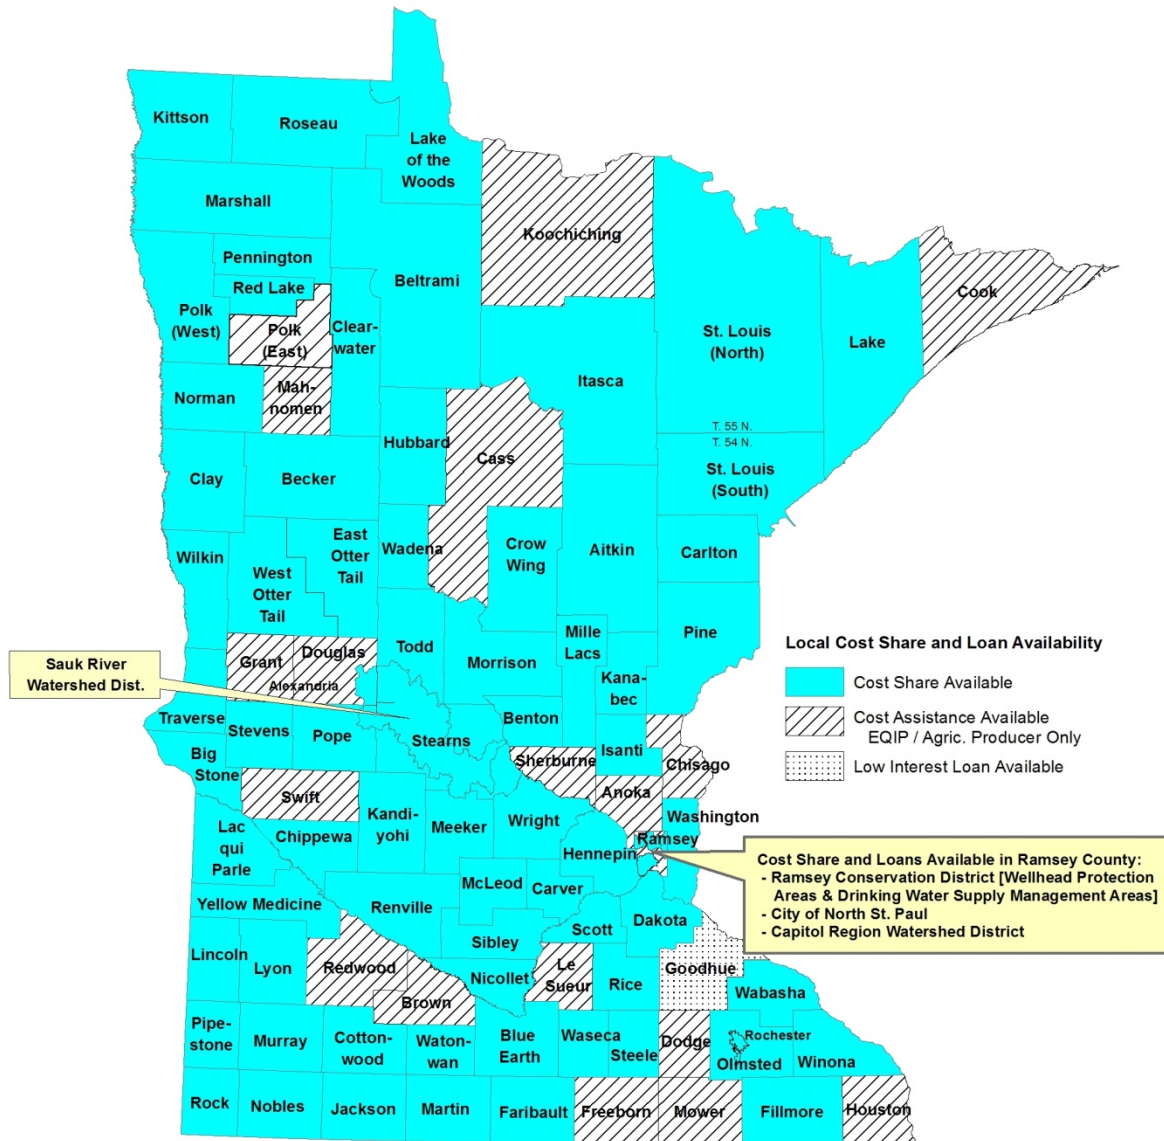 Kittson
Roseau
Lake
of the
Woods
Marshall
Koochiching
Pennington
Red Lake
Beltrami
Polk
(West)
Polk
(East)
Clear-
water
Cook
St. Louis
(North)
Lake
Itasca
Norman
Mah-
nomen
T. 55 N.
T. 54 N.
Hubbard
Cass
St. Louis
(South)
Clay
Becker
East
Otter
Tail
Wadena
Crow
Wing
Aitkin
Carlton
Wilkin
West
Otter
Tail
Todd
Mille
Lacs
Pine
Morrison
Grant
Douglas
Alexandria
Kana-
bec
Sauk River
Watershed Dist.
Local Cost Share and Loan Availability
Cost Share Available
Cost Assistance Available
EQIP / Agric. Producer Only
Low Interest Loan Available
Traverse
Stevens
Pope
Stearns
Benton
Isanti
Big
Stone
Sherburne
Chisago
Swift
Anoka
Kandi-
yohi
Meeker
Wright
Washington
Lac
qui
Parle
Chippewa
Ramsey
Hennepin
Cost Share and Loans Available in Ramsey County:
- Ramsey Conservation District [Wellhead Protection
Areas & Drinking Water Supply Management Areas]
- City of North St. Paul
- Capitol Region Watershed District
McLeod
Carver
Yellow Medicine
Renville
Dakota
Scott
Sibley
Lincoln
Lyon
Redwood
Brown
Nicollet
Le
Sueur
Rice
Goodhue
Wabasha
Pipe-
stone
Murray
Cotton-
wood
Waton-
wan
Blue
Earth
Waseca
Steele
Dodge
Rochester
Olmsted
Winona
Rock
Nobles
Jackson
Martin
Faribault
Freeborn
Mower
Fillmore
Houston